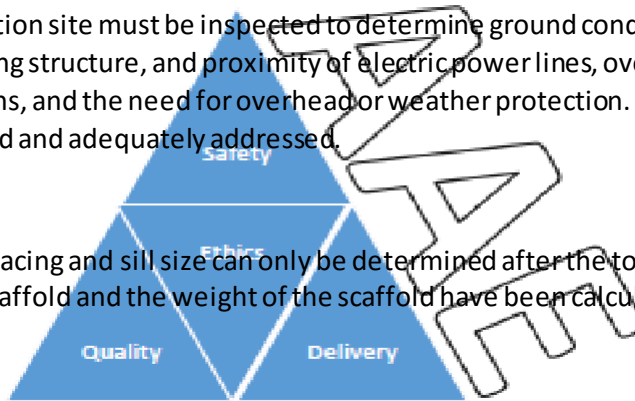 tion site must be inspected to determine ground cond
ng structure, and proximity of electric power lines, ov
ns, and the need for overhead or weather protection.
d and adequately addressed.
Safety
Ethics
acing and sill size can only be determined after the to
affold and the weight of the scaffold have been calcu
Quality
Delivery
AAE